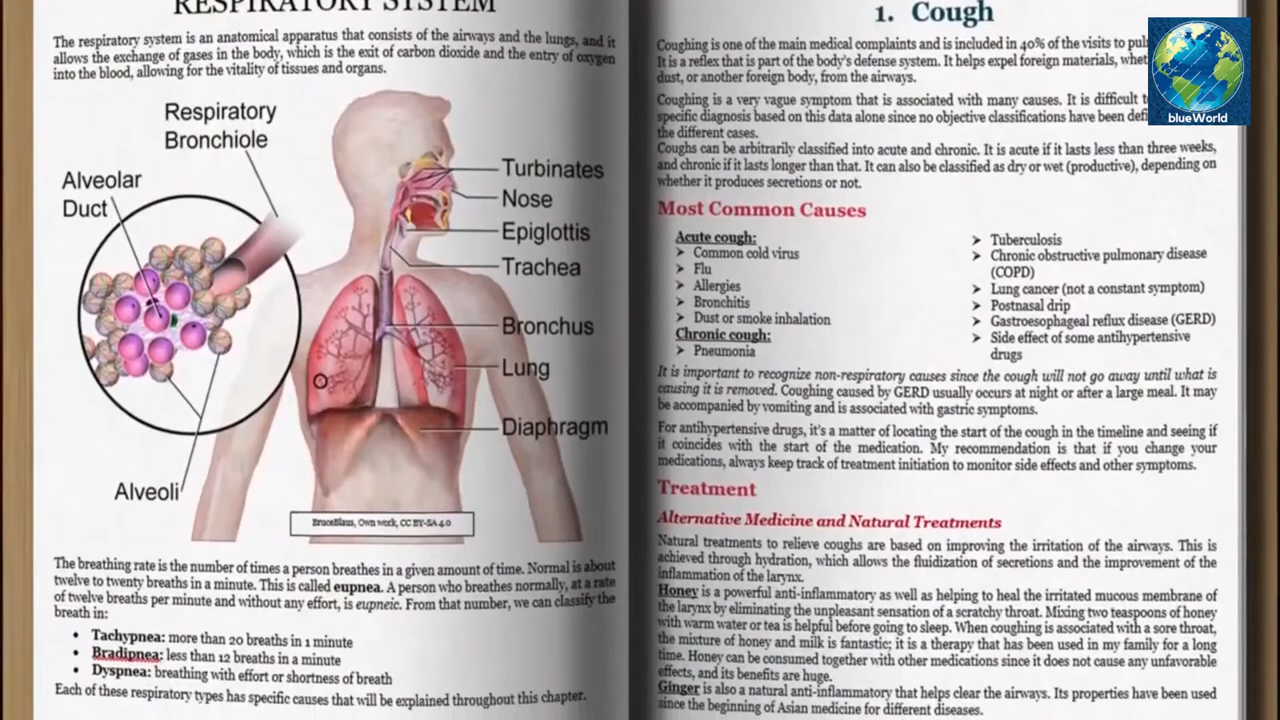 RESPIRATORY SYSTEM
The respiratory system is an anatomical apparatus that consists of the airways and the lungs, and it
allows the exchange of gases in the body, which is the exit of carbon dioxide and the entry of oxygen
into the blood, allowing for the vitality of tissues and organs.
Respiratory
Bronchiole
Alveolar
Duct
Alveoli
Turbinates
Nose
Epiglottis
Trachea
Bronchus
Lung
Diaphragm
BruceBlaus, Own work, CC BY-SA 4.0
The breathing rate is the number of times a person breathes in a given amount of time. Normal is about
twelve to twenty breaths in a minute. This is called eupnea. A person who breathes normally, at a rate
of twelve breaths per minute and without any effort, is eupneic. From that number, we can classify the
breath in:
• Tachypnea: more than 20 breaths in 1 minute
• Bradipnea: less than 12 breaths in a minute
• Dyspnea: breathing with effort or shortness of breath
Each of these respiratory types has specific causes that will be explained throughout this chapter.
1. Cough
Coughing is one of the main medical complaints and is included in 40% of the visits to
It is a reflex that is part of the body's defense system. It helps expel foreign materials,
dust, or another foreign body, from the airways.
Coughing is a very vague symptom that is associated with many causes. It is difficult
specific diagnosis based on this data alone since no objective classifications have been
the different cases.
Coughs can be arbitrarily classified into acute and chronic. It is acute if it lasts less than three weeks,
and chronic if it lasts longer than that. It can also be classified as dry or wet (productive), depending on
whether it produces secretions or not.
Most Common Causes
Acute cough:
➤ Common cold virus
➤ Flu
➤ Allergies
➤ Bronchitis
➤ Dust or smoke inhalation
Chronic cough:
➤ Pneumonia
➤ Tuberculosis
➤ Chronic obstructive pulmonary disease
(COPD)
➤ Lung cancer (not a constant symptom)
➤ Postnasal drip
➤ Gastroesophageal reflux disease (GERD)
➤ Side effect of some antihypertensive
drugs
It is important to recognize non-respiratory causes since the cough will not go away until what is
causing it is removed. Coughing caused by GERD usually occurs at night or after a large meal. It may
be accompanied by vomiting and is associated with gastric symptoms.
For antihypertensive drugs, it's a matter of locating the start of the cough in the timeline and seeing if
it coincides with the start of the medication. My recommendation is that if you change your
medications, always keep track of treatment initiation to monitor side effects and other symptoms.
Treatment
Alternative Medicine and Natural Treatments
Natural treatments to relieve coughs are based on improving the irritation of the airways. This is
achieved through hydration, which allows the fluidization of secretions and the improvement of the
inflammation of the larynx.
Honey is a powerful anti-inflammatory as well as helping to heal the irritated mucous membrane of
the larynx by eliminating the unpleasant sensation of a scratchy throat. Mixing two teaspoons of honey
with warm water or tea is helpful before going to sleep. When coughing is associated with a sore throat,
the mixture of honey and milk is fantastic; it is a therapy that has been used in my family for a long
time. Honey can be consumed together with other medications since it does not cause any unfavorable
effects, and its benefits are huge.
Ginger is also a natural anti-inflammatory that helps clear the airways. Its properties have been used
since the beginning of Asian medicine for different diseases.
blueWorld